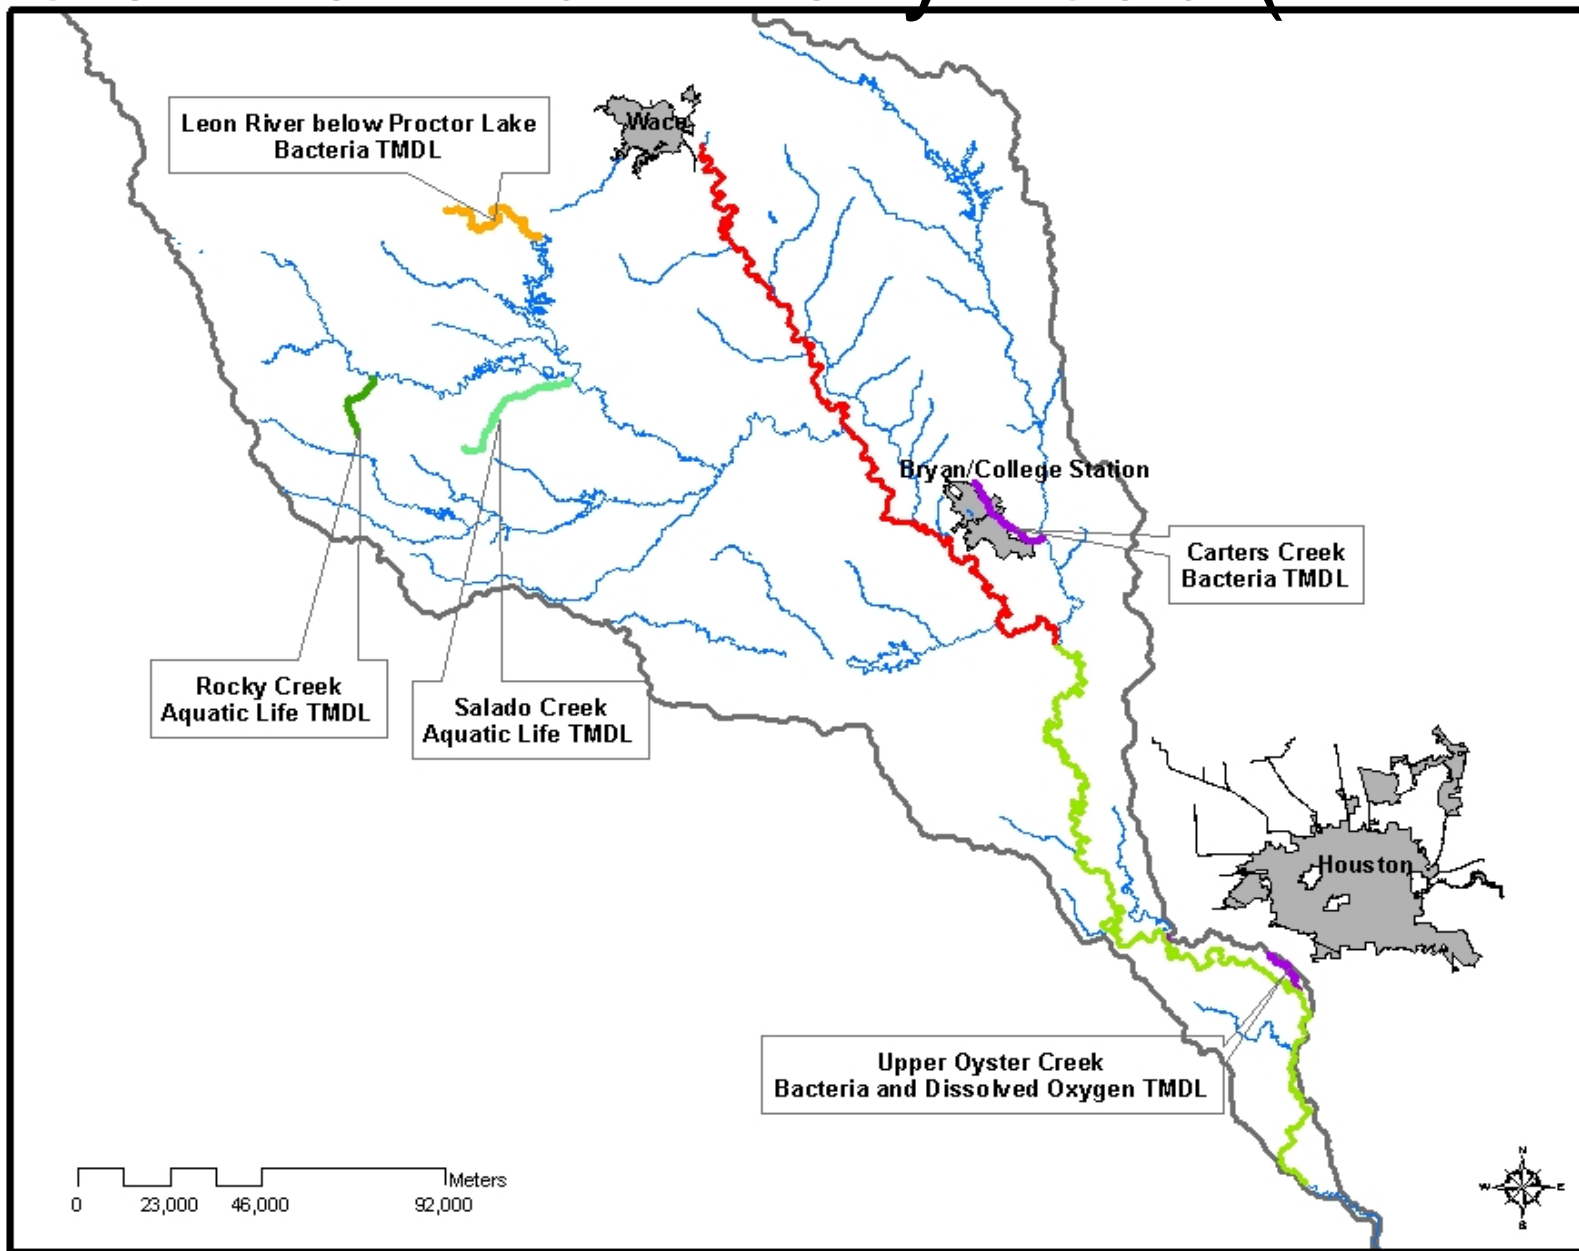 Waco
Leon River below Proctor Lake
Bacteria TMDL
Bryan/College Station
Carters Creek
Bacteria TMDL
Rocky Creek
Aquatic Life TMDL
Salado Creek
Aquatic Life TMDL
Houston
Upper Oyster Creek
Bacteria and Dissolved Oxygen TMDL
Meters
0 23,000 46,000 92,000
N
W E
S